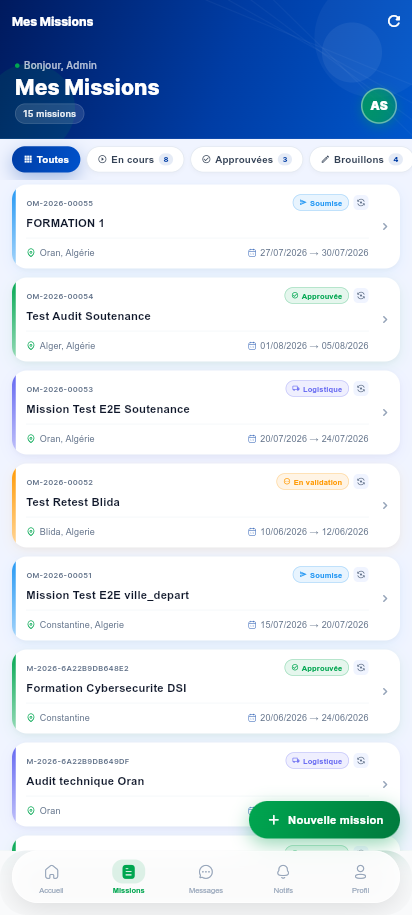 Mes Missions
Bonjour, Admin
Mes Missions
15 missions
AS
Toutes
En cours 8
Approuvées 3
Brouillons 4
OM-2026-00055
Soumise
FORMATION 1
Oran, Algérie
27/07/2026 → 30/07/2026
OM-2026-00054
Approuvée
Test Audit Soutenance
Alger, Algérie
01/08/2026 → 05/08/2026
OM-2026-00053
Logistique
Mission Test E2E Soutenance
Oran, Algérie
20/07/2026 → 24/07/2026
OM-2026-00052
En validation
Test Retest Blida
Blida, Algerie
10/06/2026 → 12/06/2026
OM-2026-00051
Soumise
Mission Test E2E ville_depart
Constantine, Algerie
15/07/2026 → 20/07/2026
M-2026-6A22B9DB648E2
Approuvée
Formation Cybersecurite DSI
Constantine
20/06/2026 → 24/06/2026
M-2026-6A22B9DB649DF
Logistique
Audit technique Oran
Oran
Nouvelle mission
Accueil
Missions
Messages
Notifs
Profil